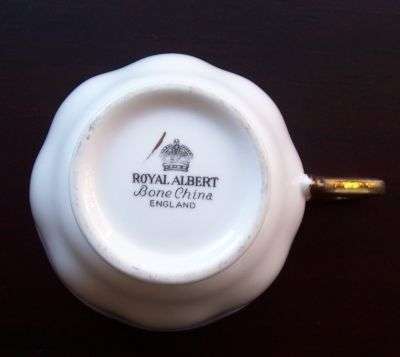 ROYAL ALBERT
Bone China
ENGLAND